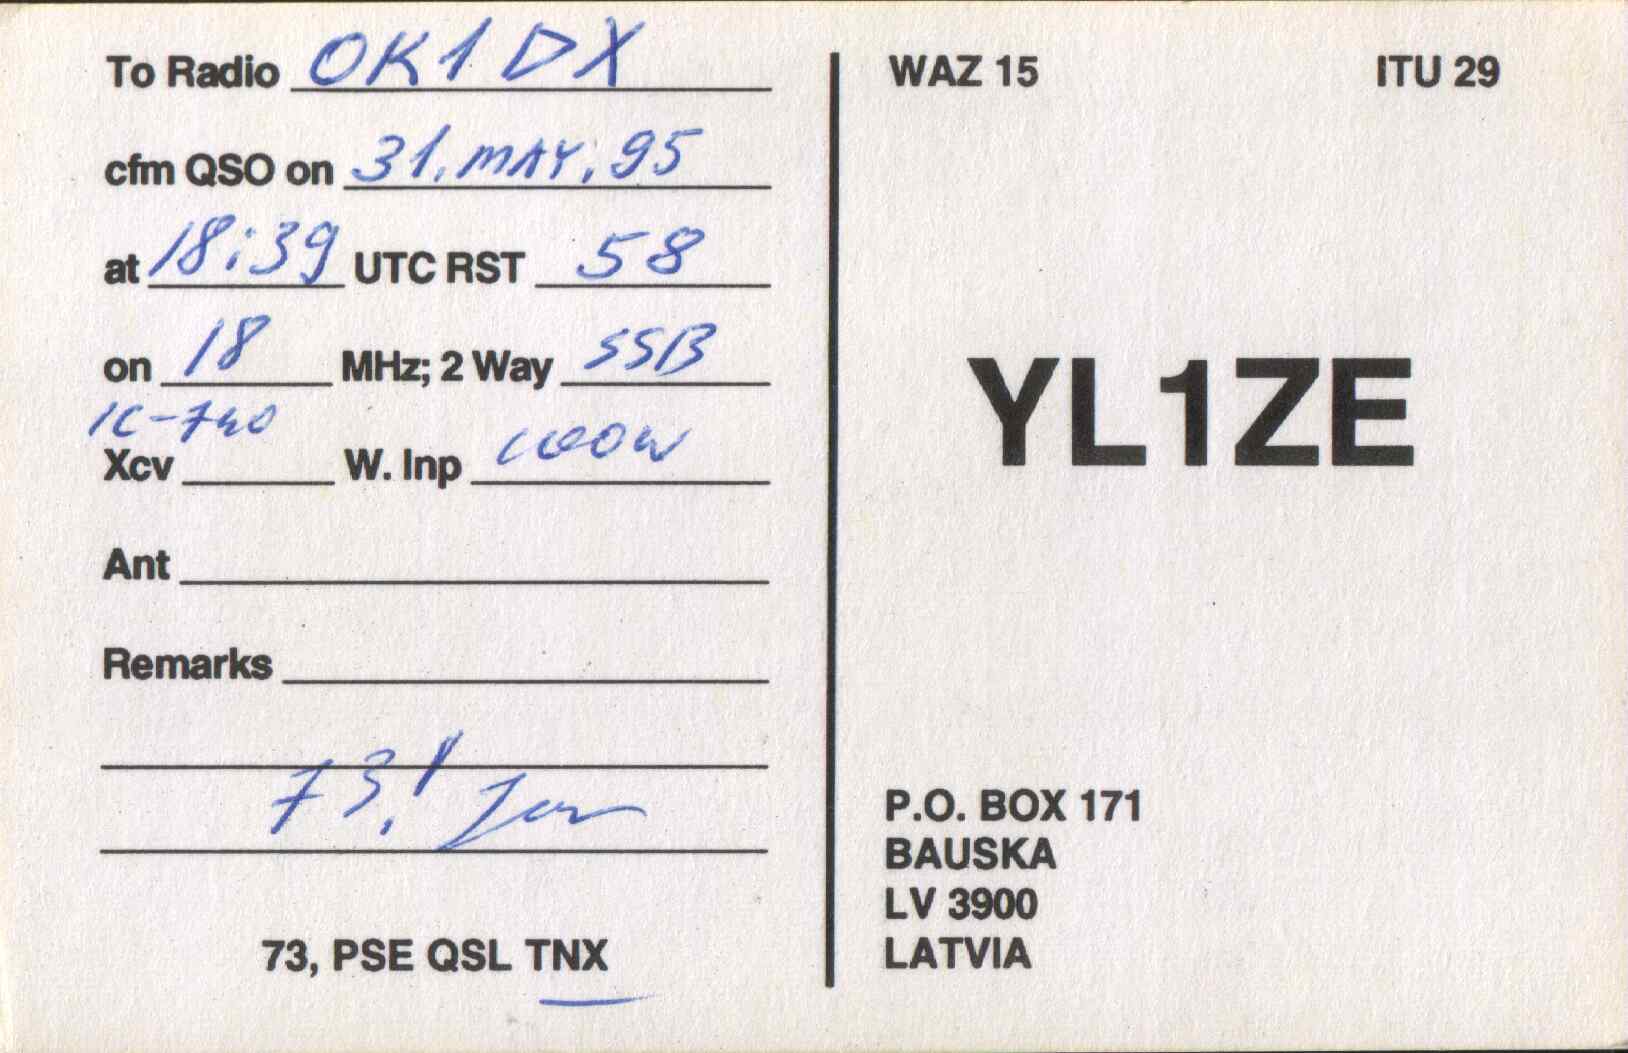 To Radio OK1DX
cfm QSO on 31. MAY. 95
at 18:39 UTC RST 58
on 18 MHz; 2 Way SSB
IC-740
Xcv W. Inp 100W
Ant
Remarks
73!
73, PSE QSL TNX
WAZ 15 ITU 29
YL1ZE
P.O. BOX 171
BAUSKA
LV 3900
LATVIA